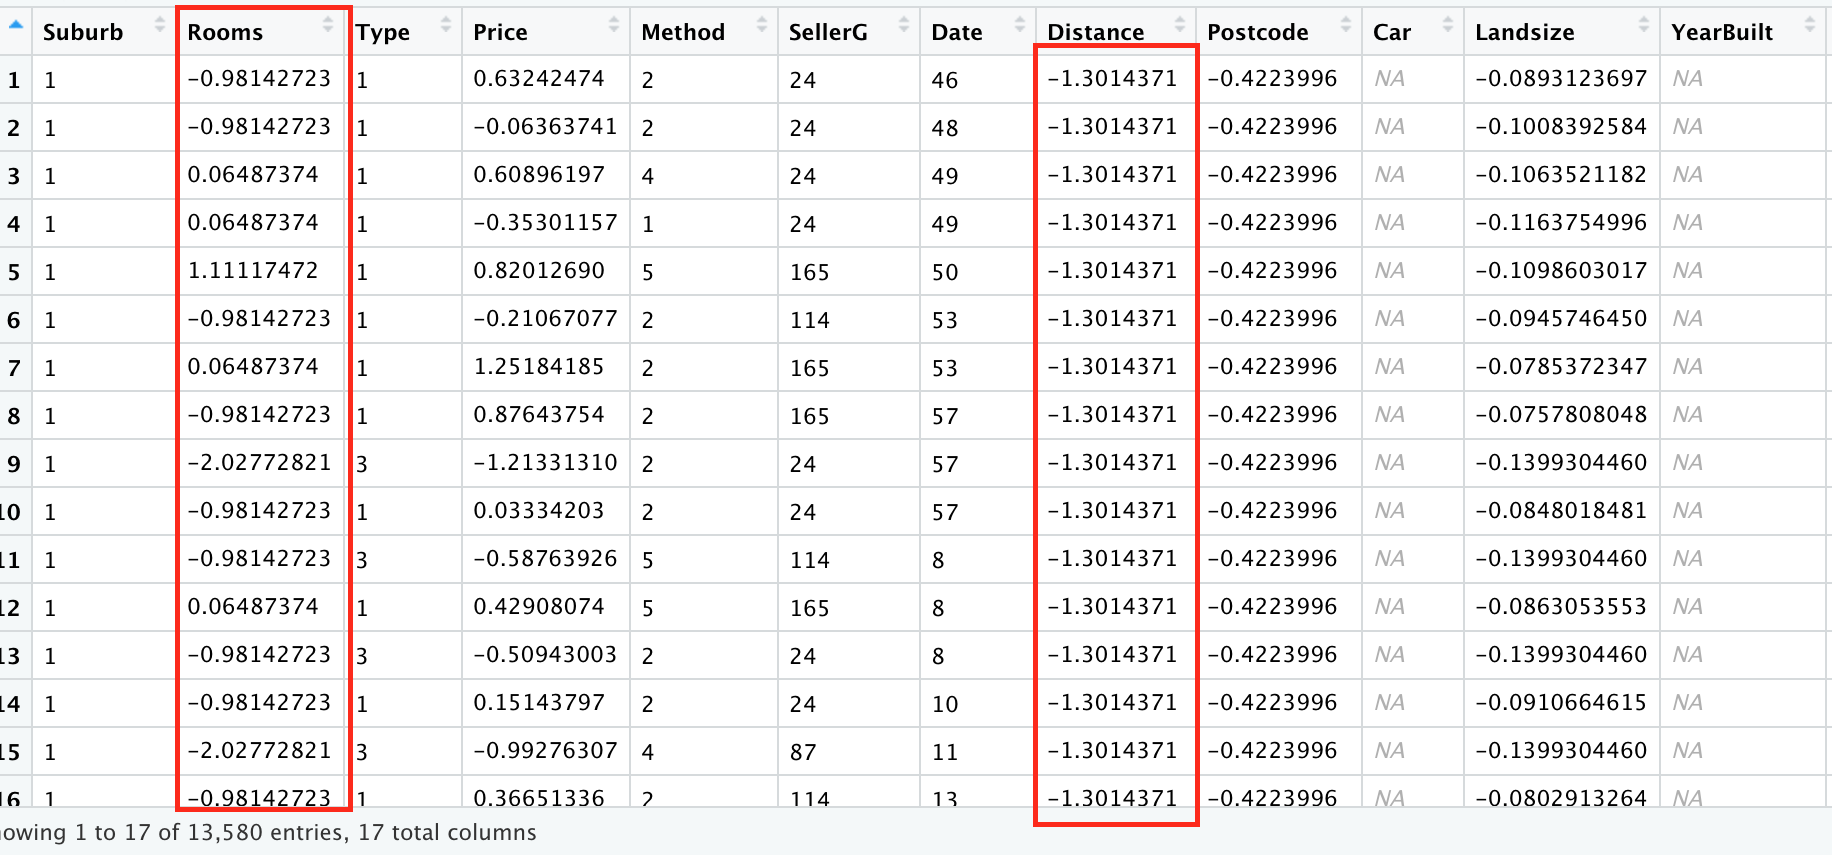 Suburb Rooms Type Price Method SellerG Date Distance Postcode Car Landsize YearBuilt
1 1 -0.98142723 1 0.63242474 2 24 46 -1.3014371 -0.4223996 NA -0.0893123697 NA
2 1 -0.98142723 1 -0.06363741 2 24 48 -1.3014371 -0.4223996 NA -0.1008392584 NA
3 1 0.06487374 1 0.60896197 4 24 49 -1.3014371 -0.4223996 NA -0.1063521182 NA
4 1 0.06487374 1 -0.35301157 1 24 49 -1.3014371 -0.4223996 NA -0.1163754996 NA
5 1 1.11117472 1 0.82012690 5 165 50 -1.3014371 -0.4223996 NA -0.1098603017 NA
6 1 -0.98142723 1 -0.21067077 2 114 53 -1.3014371 -0.4223996 NA -0.0945746450 NA
7 1 0.06487374 1 1.25184185 2 165 53 -1.3014371 -0.4223996 NA -0.0785372347 NA
8 1 -0.98142723 1 0.87643754 2 165 57 -1.3014371 -0.4223996 NA -0.0757808048 NA
9 1 -2.02772821 3 -1.21331310 2 24 57 -1.3014371 -0.4223996 NA -0.1399304460 NA
10 1 -0.98142723 1 0.03334203 2 24 57 -1.3014371 -0.4223996 NA -0.0848018481 NA
11 1 -0.98142723 3 -0.58763926 5 114 8 -1.3014371 -0.4223996 NA -0.1399304460 NA
12 1 0.06487374 1 0.42908074 5 165 8 -1.3014371 -0.4223996 NA -0.0863053553 NA
13 1 -0.98142723 3 -0.50943003 2 24 8 -1.3014371 -0.4223996 NA -0.1399304460 NA
14 1 -0.98142723 1 0.15143797 2 24 10 -1.3014371 -0.4223996 NA -0.0910664615 NA
15 1 -2.02772821 3 -0.99276307 4 87 11 -1.3014371 -0.4223996 NA -0.1399304460 NA
16 1 -0.98142723 1 0.36651336 2 114 13 -1.3014371 -0.4223996 NA -0.0802913264 NA
owing 1 to 17 of 13,580 entries, 17 total columns